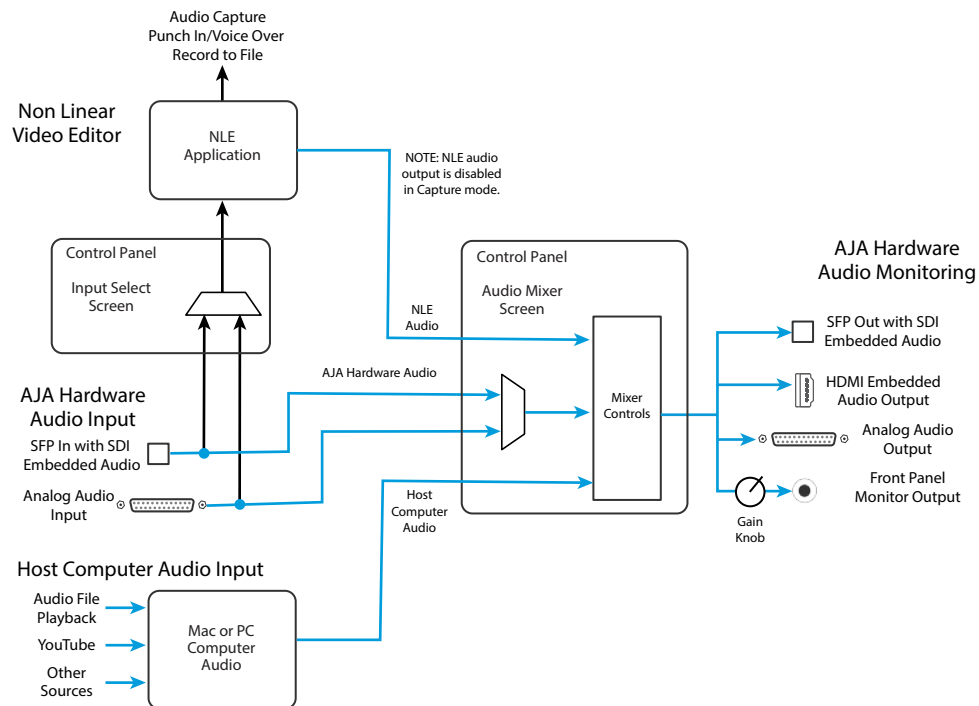 Audio Capture
Punch In/Voice Over
Record to File
Non Linear
Video Editor
NLE
Application
NOTE: NLE audio
output is disabled
in Capture mode.
Control Panel
Input Select
Screen
Control Panel
Audio Mixer
Screen
AJA Hardware
Audio Monitoring
NLE
Audio
SFP Out with SDI
Embedded Audio
AJA Hardware Audio
HDMI Embedded
Audio Output
Mixer
Controls
AJA Hardware
Audio Input
SFP In with SDI
Embedded Audio
Analog Audio
Output
Analog Audio
Input
Host
Computer
Audio
Front Panel
Monitor Output
Gain
Knob
Host Computer Audio Input
Audio File
Playback
YouTube
Other
Sources
Mac or PC
Computer
Audio